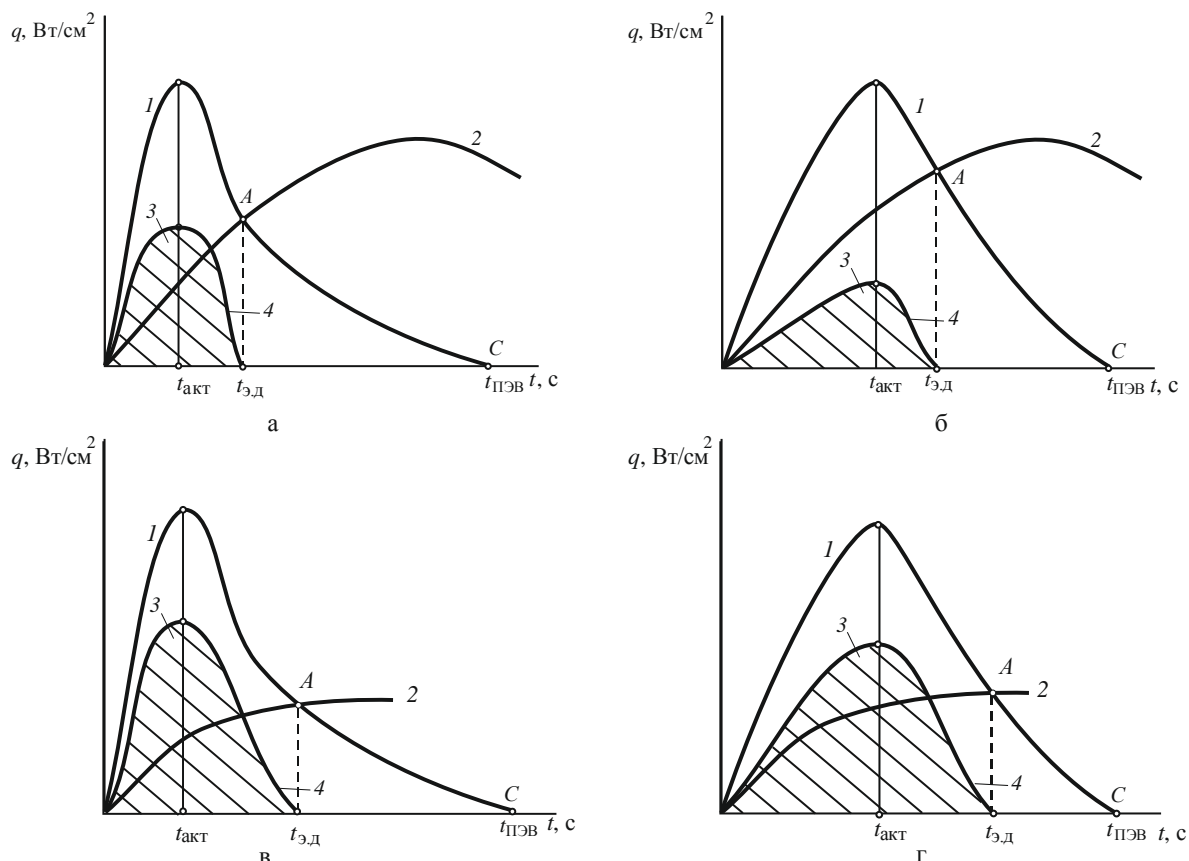 q, Вт/см2
1
2
3
A
4
C
tакт
tэ.д
tПЭВ t, с
а
q, Вт/см2
1
2
A
3
4
C
tакт
tэ.д
tПЭВ t, с
б
q, Вт/см2
1
3
A
2
4
C
tакт
tэ.д
tПЭВ t, с
в
q, Вт/см2
1
3
A
2
4
C
tакт
tэ.д
tПЭВ t, с
г